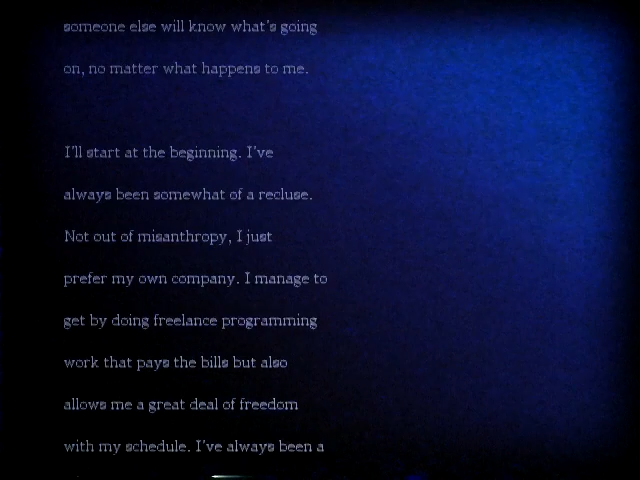 someone else will know what's going
on, no matter what happens to me.
I'll start at the beginning. I've
always been somewhat of a recluse.
Not out of misanthropy, I just
prefer my own company. I manage to
get by doing freelance programming
work that pays the bills but also
allows me a great deal of freedom
with my schedule. I've always been a